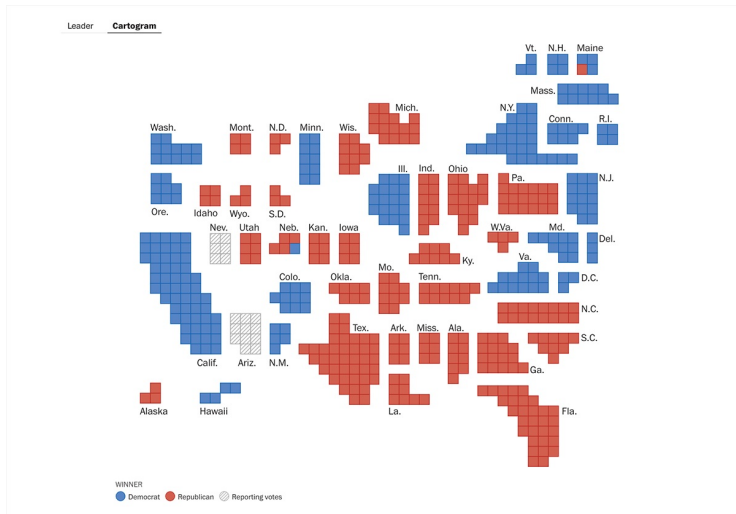 Leader Cartogram
Vt. N.H. Maine
Mass.
Mich. N.Y.
Conn. R.I.
Wash. Mont. N.D. Minn. Wis.
Ill. Ind. Ohio Pa. N.J.
Ore. Idaho Wyo. S.D.
Nev. Utah Neb. Kan. Iowa W.Va. Md. Del.
Ky. Va.
Colo. Okla. Mo. Tenn. D.C.
N.C.
Tex. Ark. Miss. Ala. S.C.
Calif. Ariz. N.M. Ga.
Alaska Hawaii La. Fla.
WINNER
Democrat Republican Reporting votes